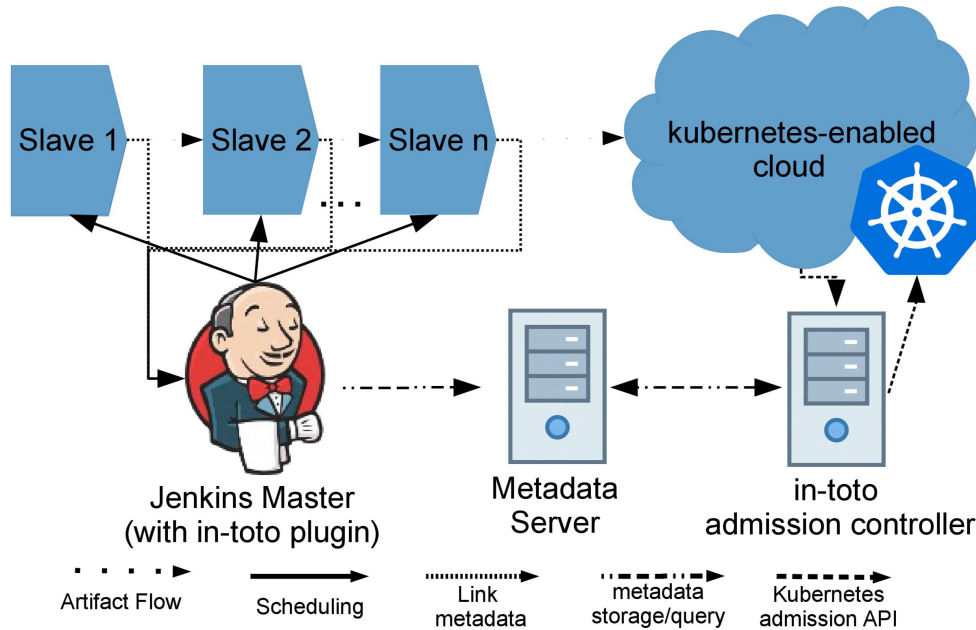 Slave 1
Slave 2
Slave n
kubernetes-enabled
cloud
...
Jenkins Master
(with in-toto plugin)
Metadata
Server
in-toto
admission controller
Artifact Flow
Scheduling
Link
metadata
metadata
storage/query
Kubernetes
admission API